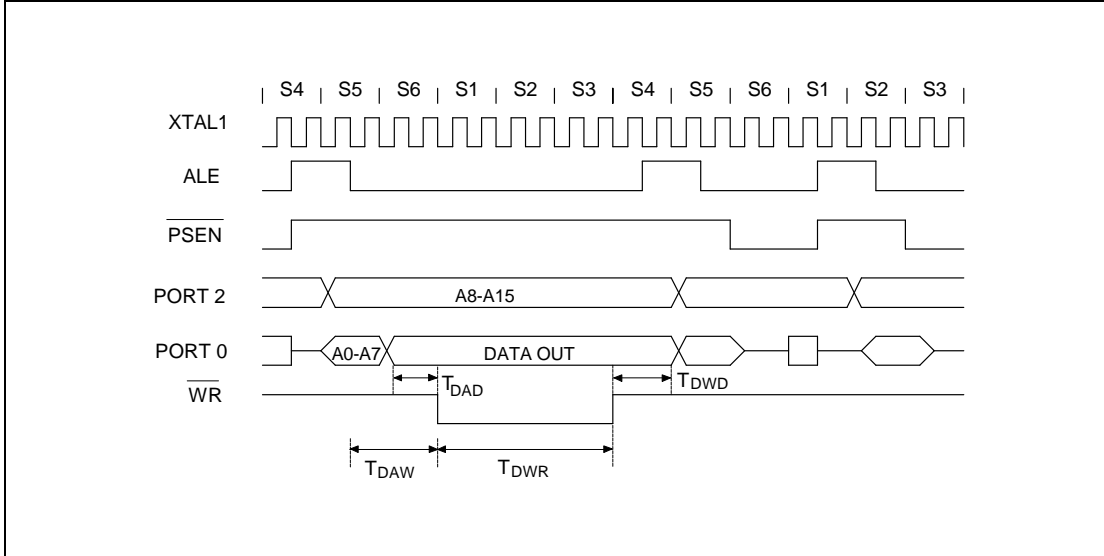 S4 S5 S6 S1 S2 S3 S4 S5 S6 S1 S2 S3
XTAL1
ALE
PSEN
PORT 2 A8-A15
PORT 0 A0-A7 DATA OUT
WR TDAD TDWD
TDAW TDWR